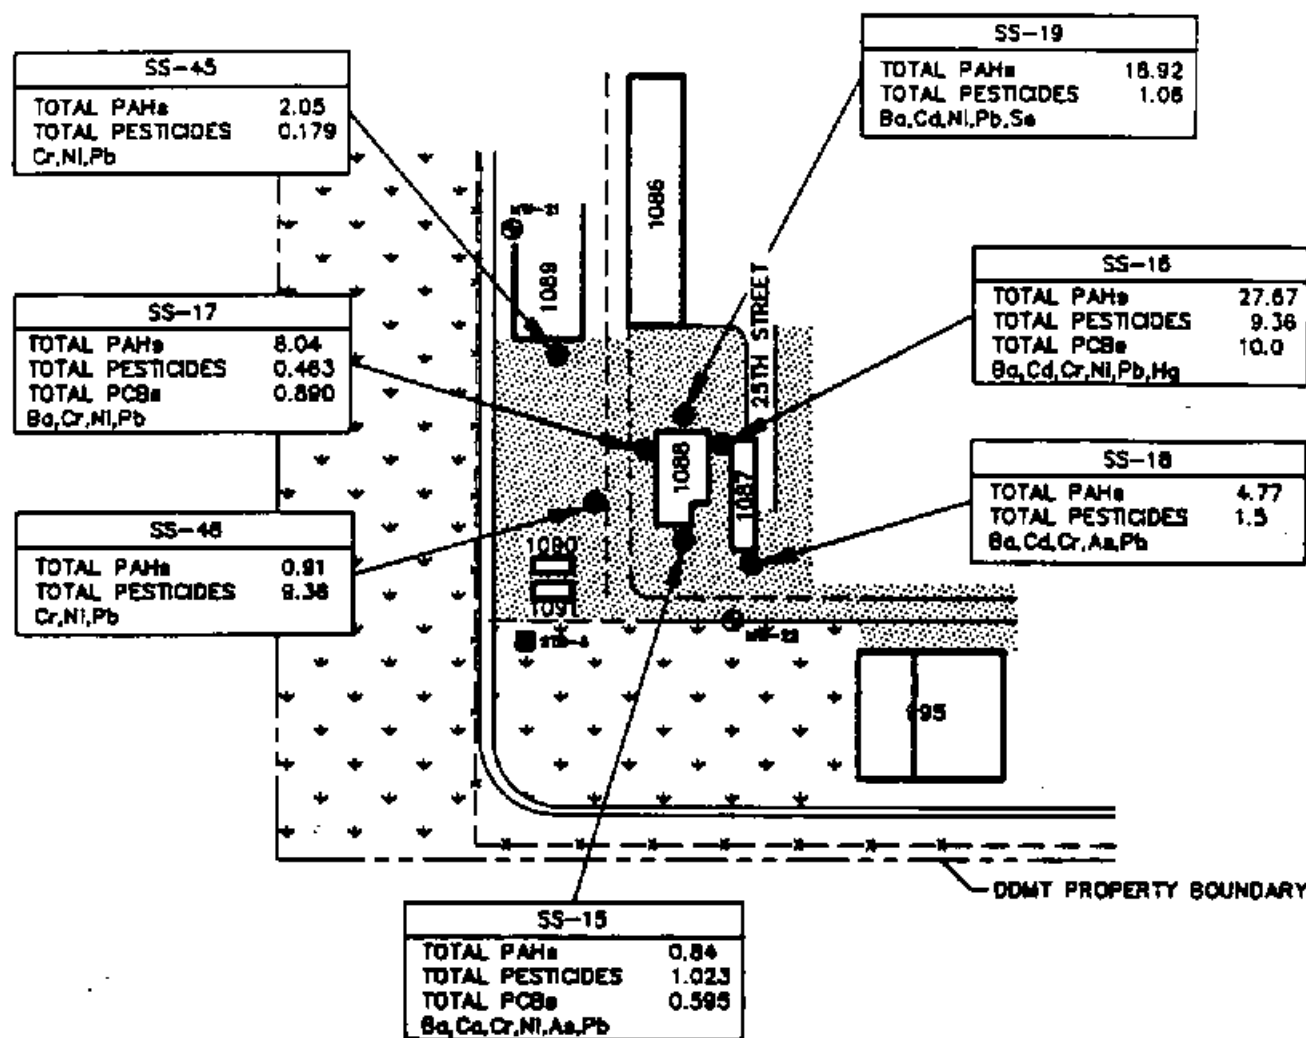 SS-19
TOTAL PAHs 18.92
TOTAL PESTICIDES 1.06
Ba,Cd,Ni,Pb,Se
SS-45
TOTAL PAHs 2.05
TOTAL PESTICIDES 0.179
Cr,Ni,Pb
1086
MW-21
1089
25TH STREET
SS-16
TOTAL PAHs 27.67
TOTAL PESTICIDES 9.36
TOTAL PCBs 10.0
Ba,Cd,Cr,Ni,Pb,Hg
SS-17
TOTAL PAHs 8.04
TOTAL PESTICIDES 0.463
TOTAL PCBs 0.890
Ba,Cr,Ni,Pb
1088
1087
SS-18
TOTAL PAHs 4.77
TOTAL PESTICIDES 1.5
Ba,Cd,Cr,As,Pb
SS-46
TOTAL PAHs 0.91
TOTAL PESTICIDES 9.36
Cr,Ni,Pb
1090
1091
MW-22
DDMT PROPERTY BOUNDARY
SS-15
TOTAL PAHs 0.84
TOTAL PESTICIDES 1.023
TOTAL PCBs 0.595
Ba,Ca,Cr,Ni,As,Pb